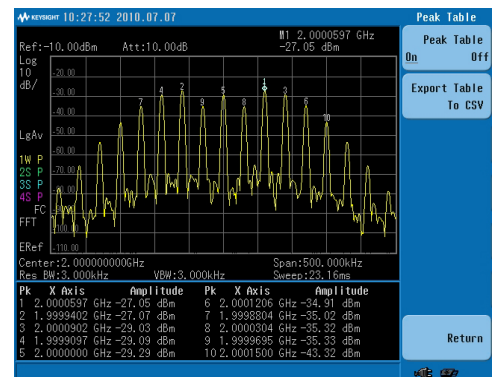 KEYSIGHT 10:27:52 2010.07.07
Peak Table
M1 2.0000597 GHz
Ref:-10.00dBm Att:10.00dB -27.05 dBm
Log
10
dB/
-20.00
-30.00
-40.00
-50.00
-60.00
-70.00
-80.00
-100.00
-110.00
LgAv
1W P
2S P
3S P
4S P
FC
FFT
ERef
7 4 2 9 5 8 1 3 6 10
Center:2.000000000GHz Span:500.000kHz
Res BW:3.000kHz VBW:3.000kHz Sweep:23.16ms
Pk X Axis Amplitude Pk X Axis Amplitude
1 2.0000597 GHz -27.05 dBm 6 2.0001206 GHz -34.91 dBm
2 1.9999402 GHz -27.07 dBm 7 1.9998804 GHz -35.02 dBm
3 2.0000902 GHz -29.03 dBm 8 2.0000304 GHz -35.32 dBm
4 1.9999097 GHz -29.09 dBm 9 1.9999695 GHz -35.33 dBm
5 2.0000000 GHz -29.29 dBm 10 2.0001500 GHz -43.32 dBm
Peak Table
On Off
Export Table
To CSV
Return